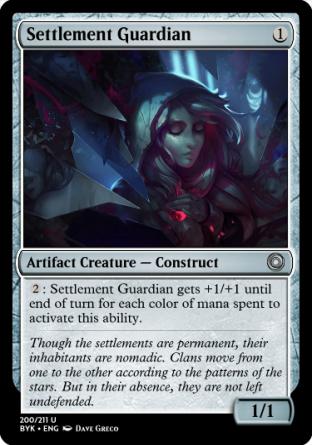 Settlement Guardian 1
Artifact Creature — Construct
2 : Settlement Guardian gets +1/+1 until
end of turn for each color of mana spent to
activate this ability.
Though the settlements are permanent, their
inhabitants are nomadic. Clans move from
one to the other according to the patterns of the
stars. But in their absence, they are not left
undefended.
1/1
200/211 U
BYK • ENG Dave Greco